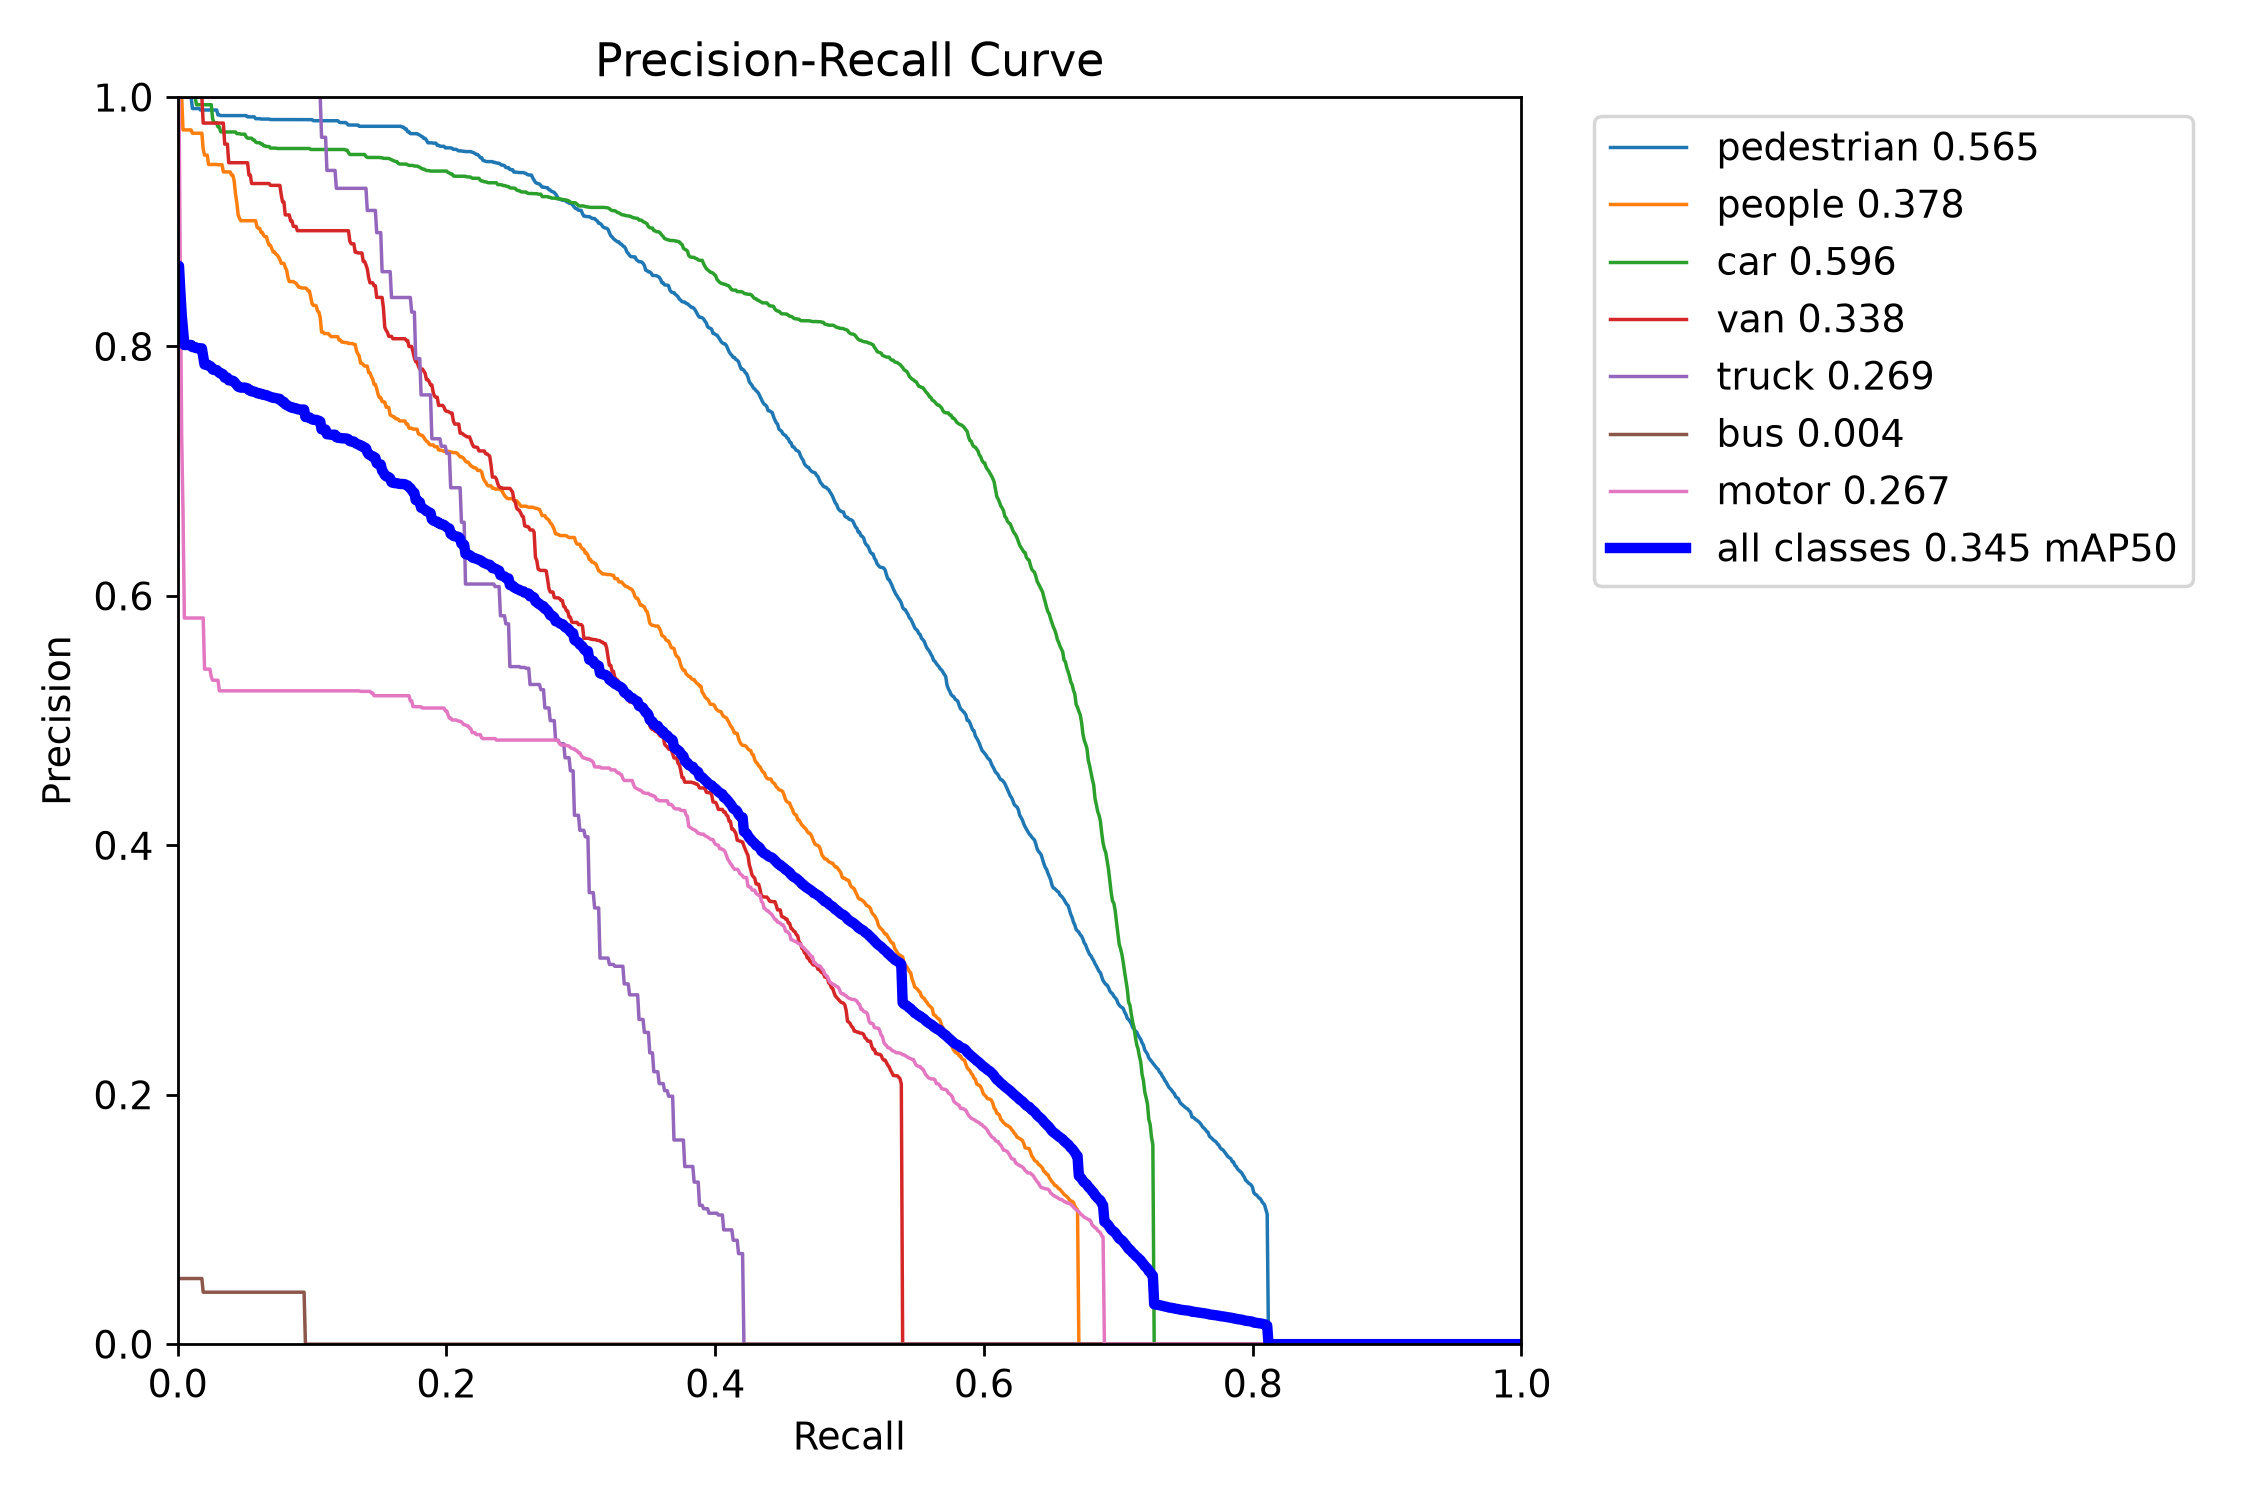 Precision-Recall Curve
1.0
0.8
0.6
0.4
0.2
0.0
Precision
0.0 0.2 0.4 0.6 0.8 1.0
Recall
pedestrian 0.565
people 0.378
car 0.596
van 0.338
truck 0.269
bus 0.004
motor 0.267
all classes 0.345 mAP50